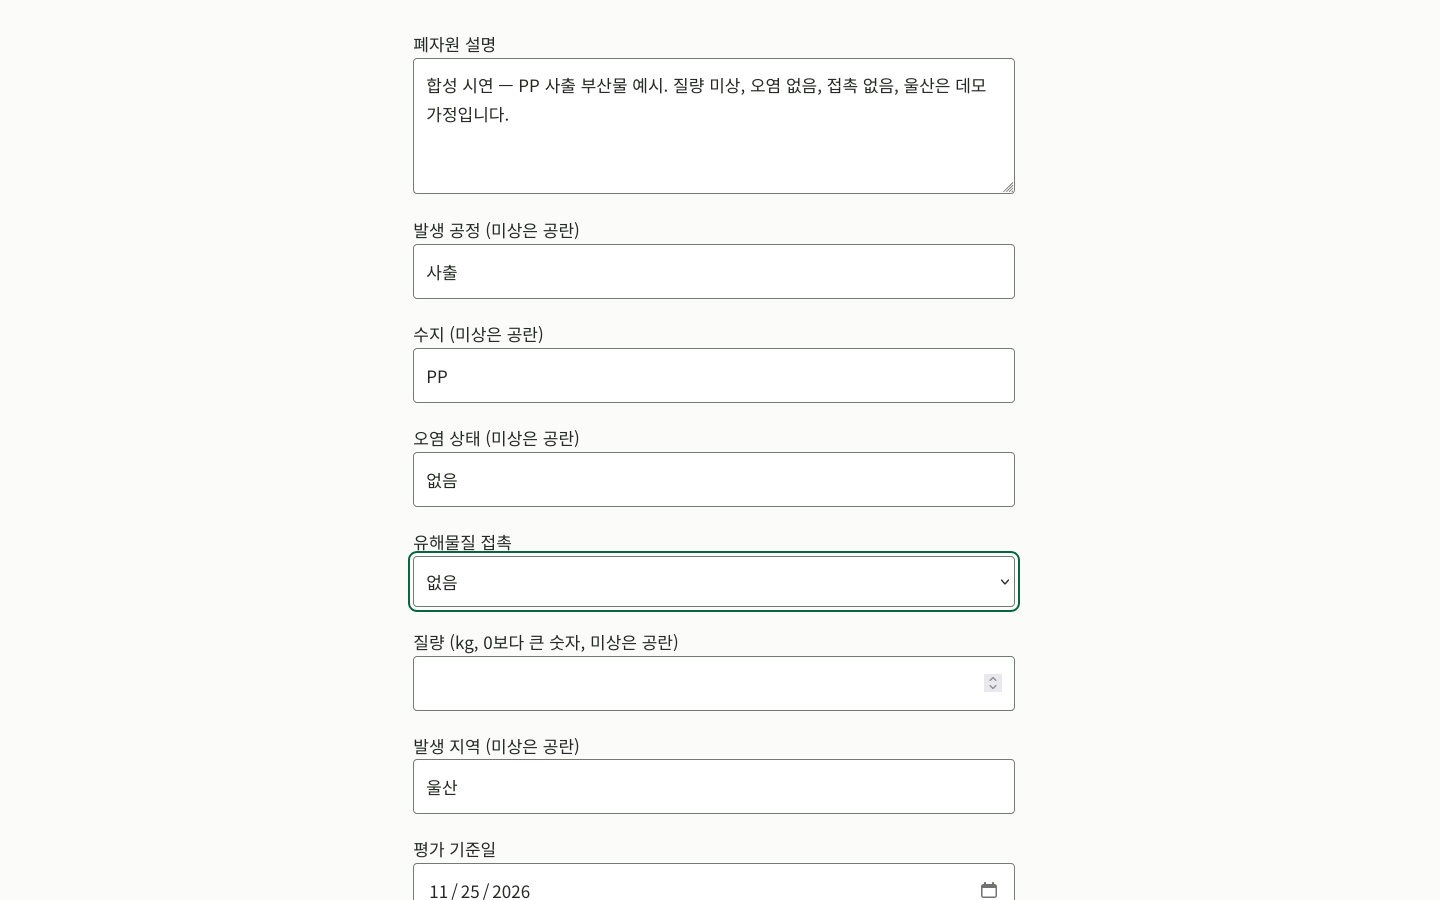 폐자원 설명
합성 시연 — PP 사출 부산물 예시. 질량 미상, 오염 없음, 접촉 없음, 울산은 데모
가정입니다.
발생 공정 (미상은 공란)
사출
수지 (미상은 공란)
PP
오염 상태 (미상은 공란)
없음
유해물질 접촉
없음
질량 (kg, 0보다 큰 숫자, 미상은 공란)
발생 지역 (미상은 공란)
울산
평가 기준일
11/25/2026